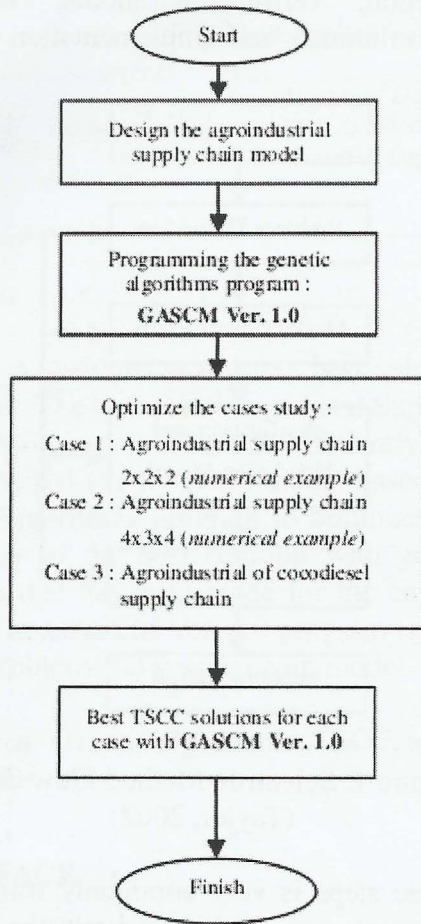 Start
Design the agroindustrial
supply chain model
Programming the genetic
algorithms program :
GASCM Ver. 1.0
Optimize the cases study :
Case 1 : Agroindustrial supply chain
2x2x2 (numerical example)
Case 2 : Agroindustrial supply chain
4x3x4 (numerical example)
Case 3 : Agroindustrial of cocodiesel
supply chain
Best TSCC solutions for each
case with GASCM Ver. 1.0
Finish